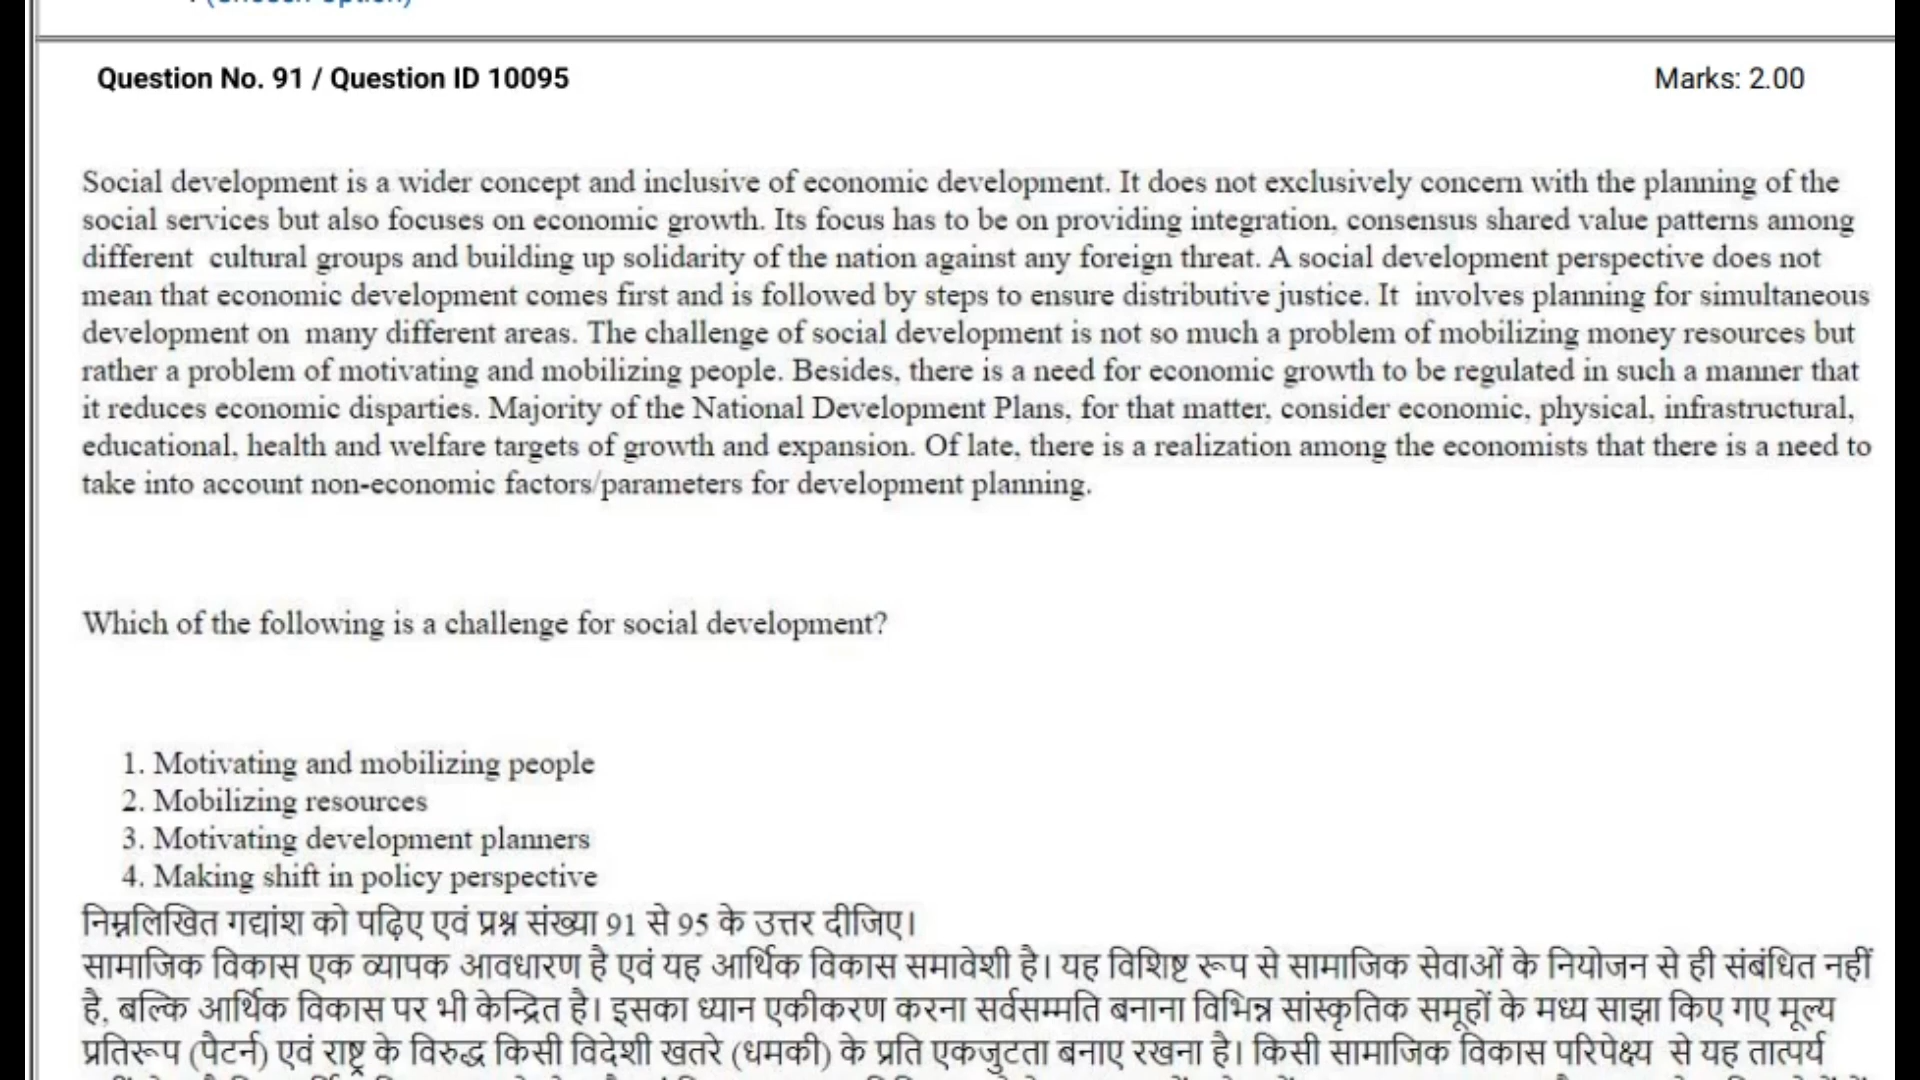 (Chosen Option)
Question No. 91 / Question ID 10095
Marks: 2.00
Social development is a wider concept and inclusive of economic development. It does not exclusively concern with the planning of the
social services but also focuses on economic growth. Its focus has to be on providing integration, consensus shared value patterns among
different cultural groups and building up solidarity of the nation against any foreign threat. A social development perspective does not
mean that economic development comes first and is followed by steps to ensure distributive justice. It involves planning for simultaneous
development on many different areas. The challenge of social development is not so much a problem of mobilizing money resources but
rather a problem of motivating and mobilizing people. Besides, there is a need for economic growth to be regulated in such a manner that
it reduces economic disparties. Majority of the National Development Plans, for that matter, consider economic, physical, infrastructural,
educational, health and welfare targets of growth and expansion. Of late, there is a realization among the economists that there is a need to
take into account non-economic factors/parameters for development planning.
Which of the following is a challenge for social development?
1. Motivating and mobilizing people
2. Mobilizing resources
3. Motivating development planners
4. Making shift in policy perspective
निम्नलिखित गद्यांश को पढ़िए एवं प्रश्न संख्या 91 से 95 के उत्तर दीजिए।
सामाजिक विकास एक व्यापक आवधारण है एवं यह आर्थिक विकास समावेशी है। यह विशिष्ट रूप से सामाजिक सेवाओं के नियोजन से ही संबंधित नहीं
है, बल्कि आर्थिक विकास पर भी केन्द्रित है। इसका ध्यान एकीकरण करना सर्वसम्मति बनाना विभिन्न सांस्कृतिक समूहों के मध्य साझा किए गए मूल्य
प्रतिरूप (पैटर्न) एवं राष्ट्र के विरुद्ध किसी विदेशी खतरे (धमकी) के प्रति एकजुटता बनाए रखना है। किसी सामाजिक विकास परिपेक्ष्य से यह तात्पर्य